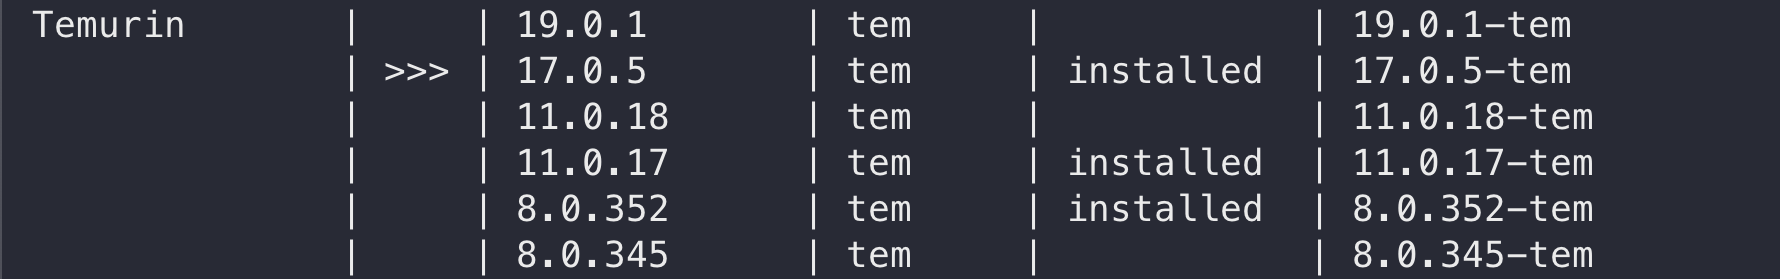 Temurin | | 19.0.1 | tem | | 19.0.1-tem
| >>> | 17.0.5 | tem | installed | 17.0.5-tem
| | 11.0.18 | tem | | 11.0.18-tem
| | 11.0.17 | tem | installed | 11.0.17-tem
| | 8.0.352 | tem | installed | 8.0.352-tem
| | 8.0.345 | tem | | 8.0.345-tem